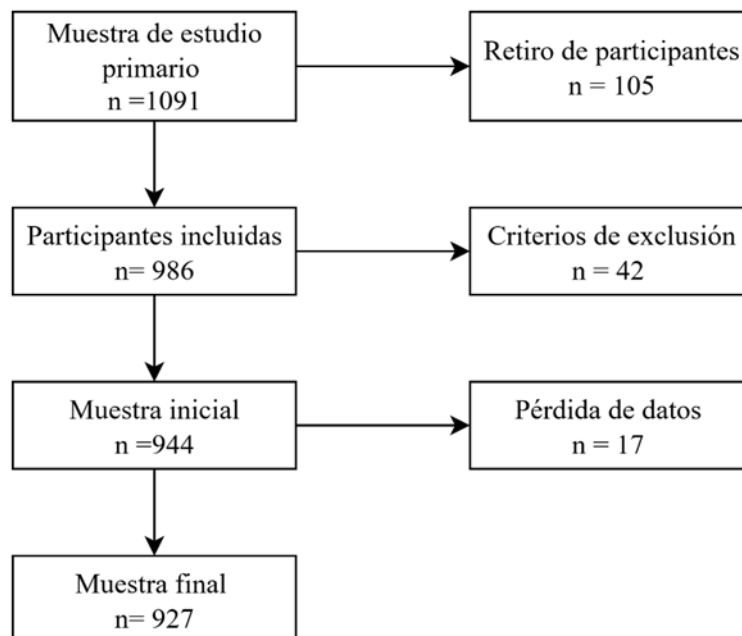 Muestra de estudio
primario
n =1091
Retiro de participantes
n = 105
Participantes incluidas
n= 986
Criterios de exclusión
n = 42
Muestra inicial
n =944
Pérdida de datos
n = 17
Muestra final
n= 927